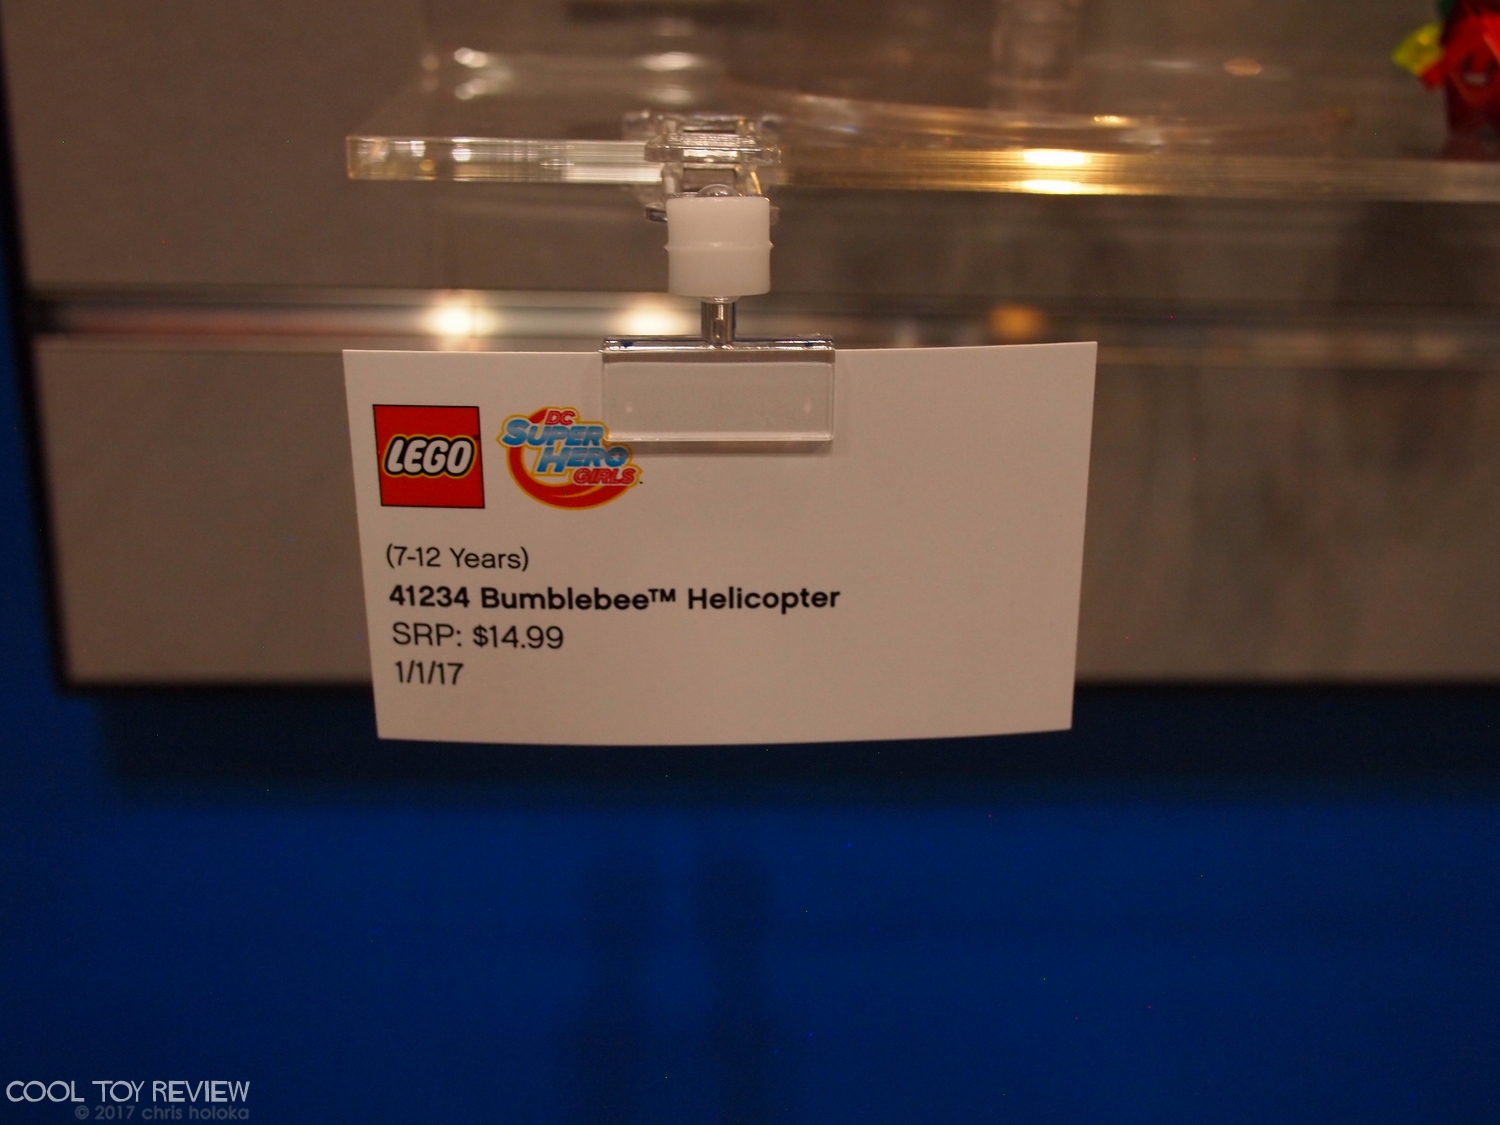 LEGO
DC
SUPER
HERO
GIRLS™
(7-12 Years)
41234 Bumblebee™ Helicopter
SRP: $14.99
1/1/17
COOL TOY REVIEW
© 2017 chris holoka